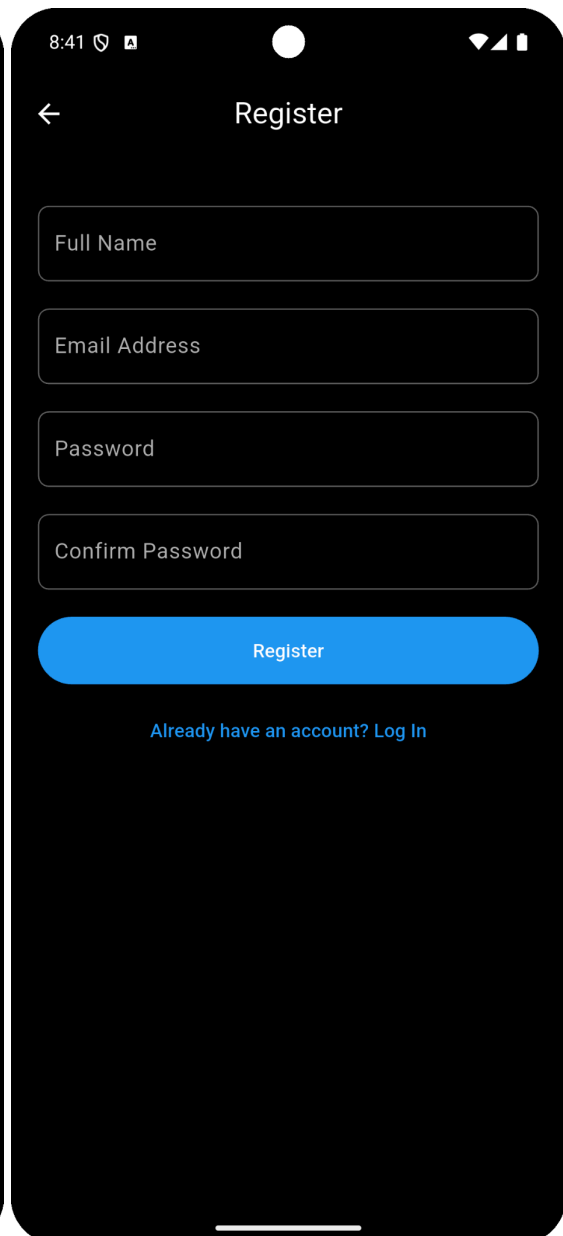 8:41
Register
Full Name
Email Address
Password
Confirm Password
Register
Already have an account? Log In